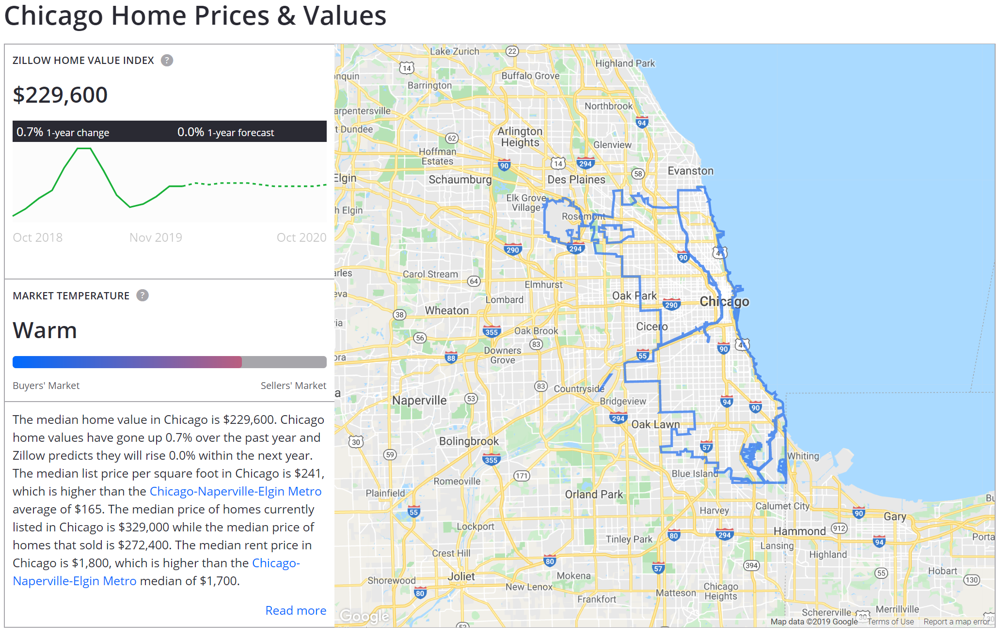 Chicago Home Prices & Values
ZILLOW HOME VALUE INDEX ?
$229,600
0.7% 1-year change 0.0% 1-year forecast
Oct 2018 Nov 2019 Oct 2020
MARKET TEMPERATURE ?
Warm
Buyers' Market Sellers' Market
The median home value in Chicago is $229,600. Chicago
home values have gone up 0.7% over the past year and
Zillow predicts they will rise 0.0% within the next year.
The median list price per square foot in Chicago is $241,
which is higher than the Chicago-Naperville-Elgin Metro
average of $165. The median price of homes currently
listed in Chicago is $329,000 while the median price of
homes that sold is $272,400. The median rent price in
Chicago is $1,800, which is higher than the Chicago-
Naperville-Elgin Metro median of $1,700.
Read more
Lake Zurich
22
Highland Park
14
Buffalo Grove
onquin
Barrington
Northbrook
arpentersville
94
t Dundee
Arlington
Heights
62
Glenview
Hoffman
Estates
90
14
294
58
Evanston
Elgin
Schaumburg
Des Plaines
Elk Grove
Village
h Elgin
Rosemont
290
294
90
41
arles
Carol Stream
64
Elmhurst
eva
Lombard
Oak Park
290
Chicago
38
Wheaton
ia
Cicero
355
Oak Brook
56
83
90
41
Downers
Grove
ora
88
55
83
Countryside
a
Naperville
53
Bridgeview
94
90
294
Oak Lawn
30
Bolingbrook
57
59
355
Whiting
171
Blue Island
Romeoville
Plainfield
Orland Park
55
Harvey
Calumet City
90
Gary
Bu
Lockport
Hammond
912
80
294
Tinley Park
94
Porta
Lansing
Crest Hill
Highland
80
57
394
Joliet
Mokena
55
Hobart
Shorewood
130
New Lenox
80
Chicago
Heights
Matteson
Frankfort
Schererville
Merrillville
30
30
53
Google
Map data ©2019 Google Terms of Use Report a map error